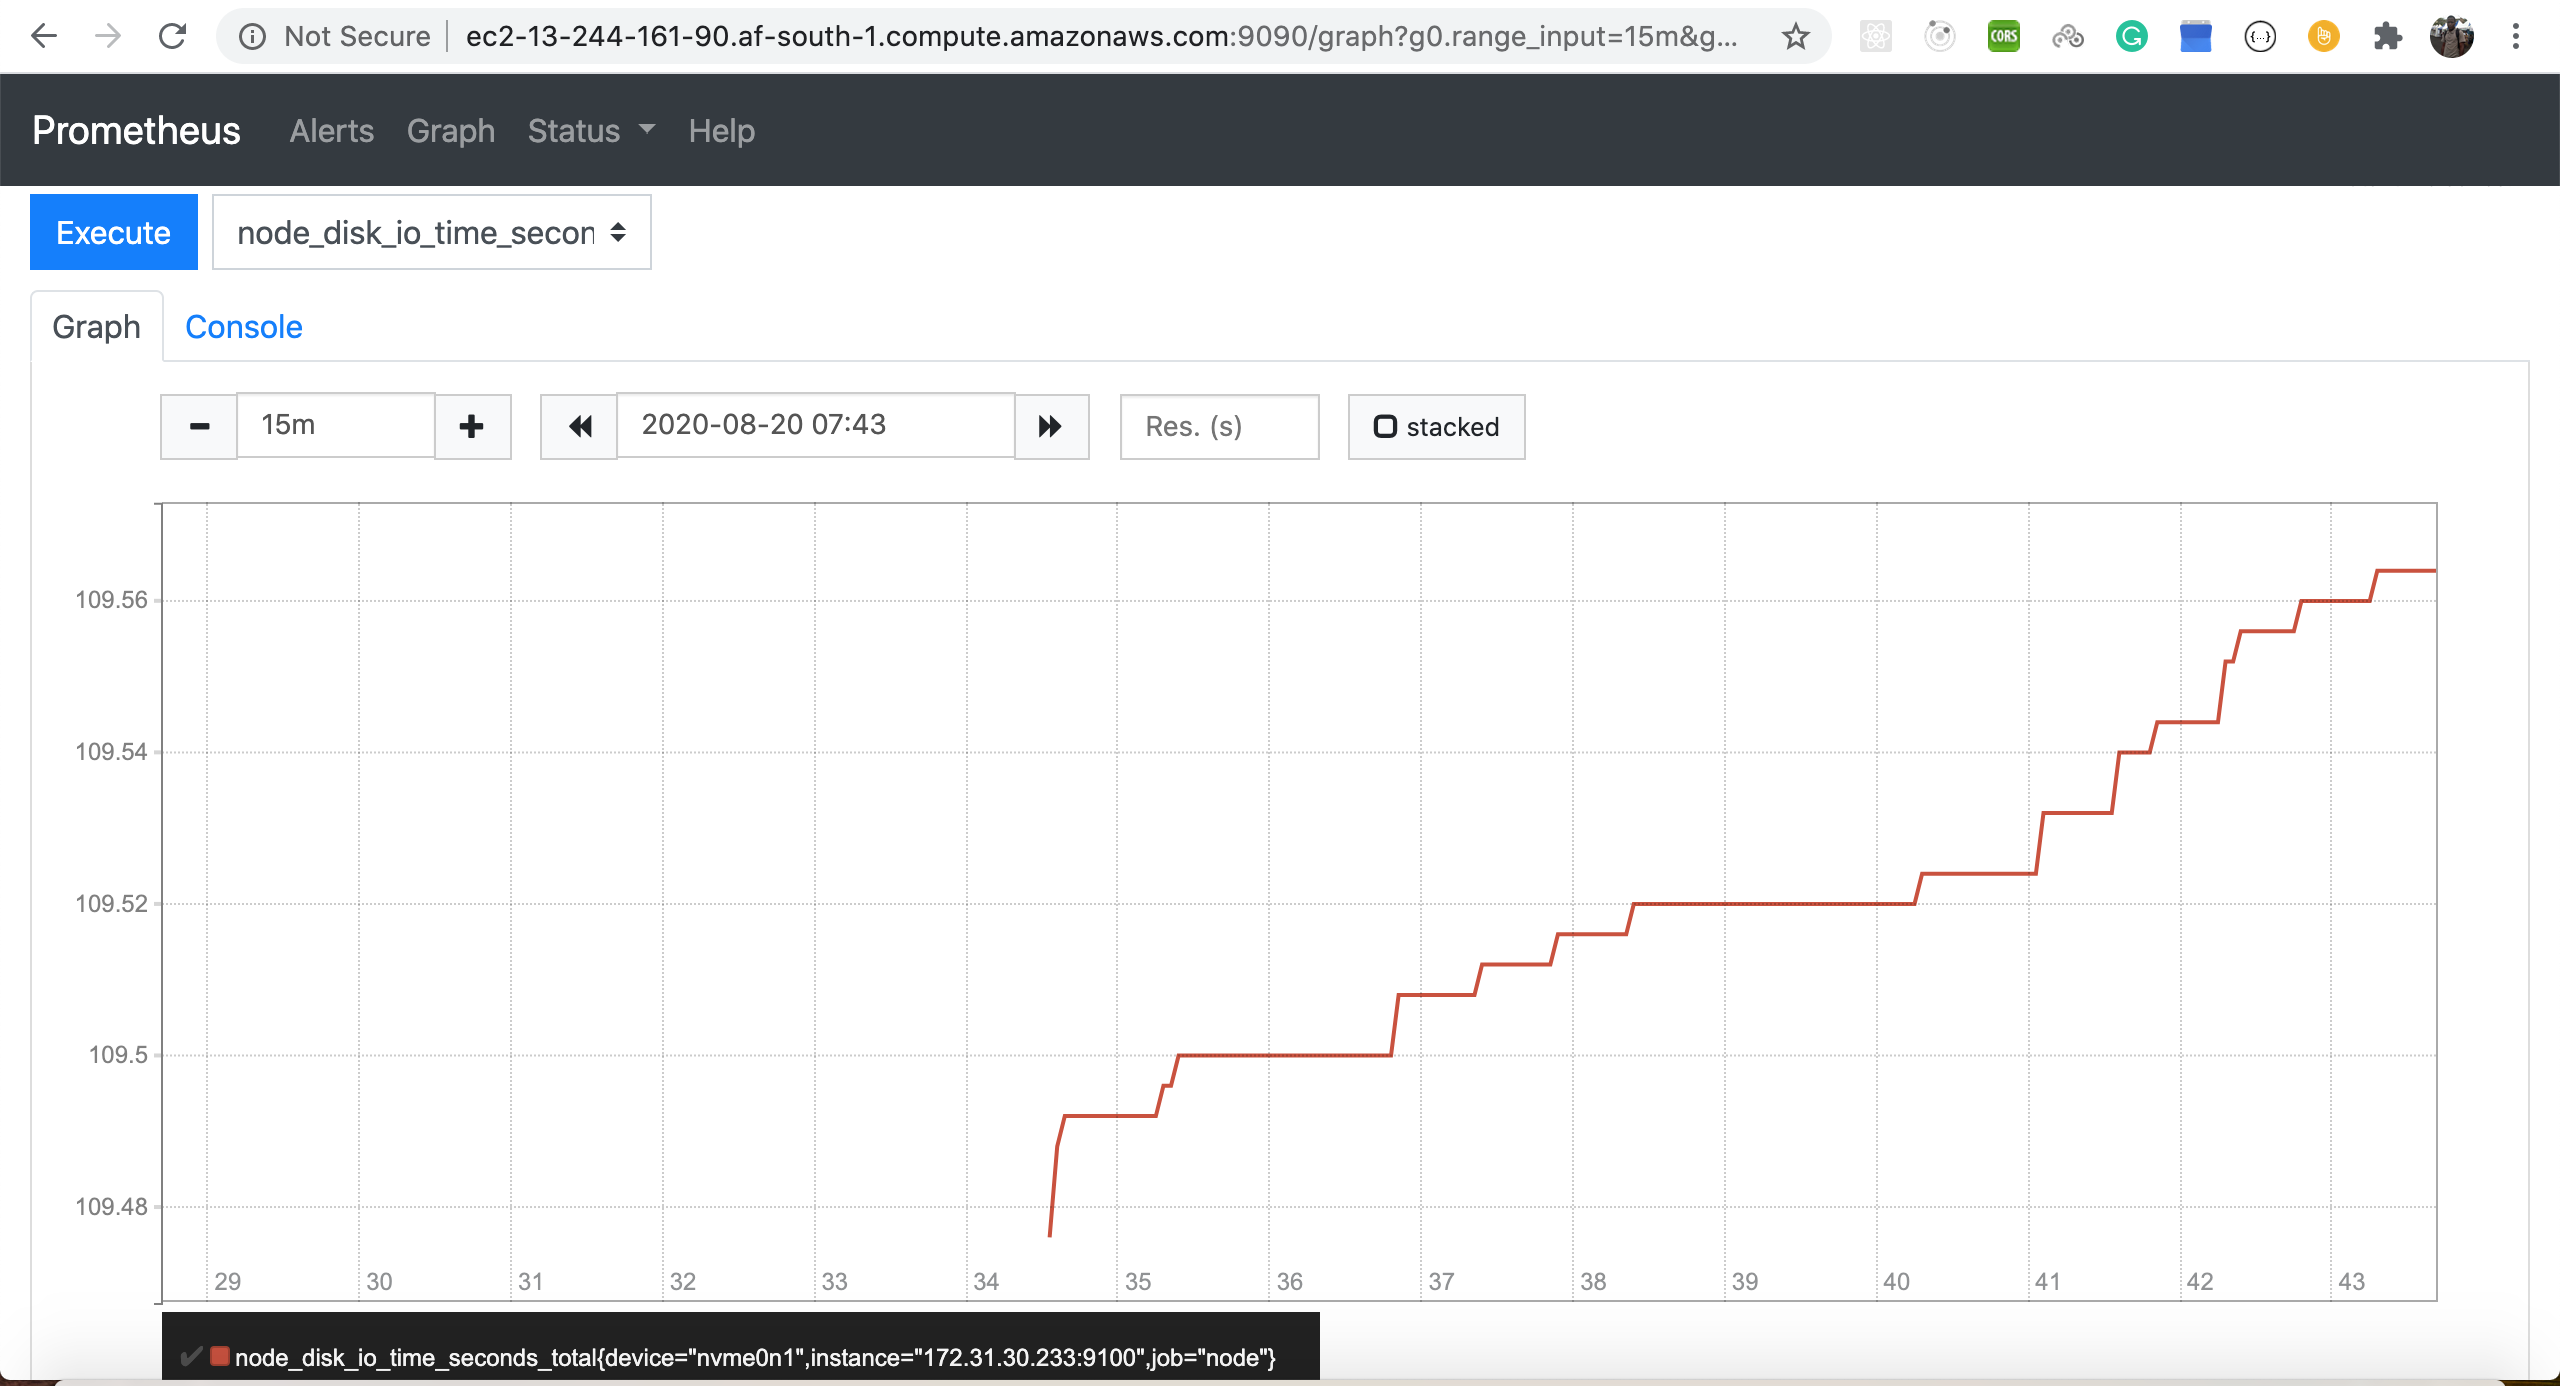 Not Secure | ec2-13-244-161-90.af-south-1.compute.amazonaws.com:9090/graph?g0.range_input=15m&g...
CORS
G
{...}
Prometheus Alerts Graph Status Help
Execute node_disk_io_time_secon
Graph Console
15m 2020-08-20 07:43 Res. (s) stacked
109.56
109.54
109.52
109.5
109.48
29 30 31 32 33 34 35 36 37 38 39 40 41 42 43
node_disk_io_time_seconds_total{device="nvme0n1",instance="172.31.30.233:9100",job="node"}